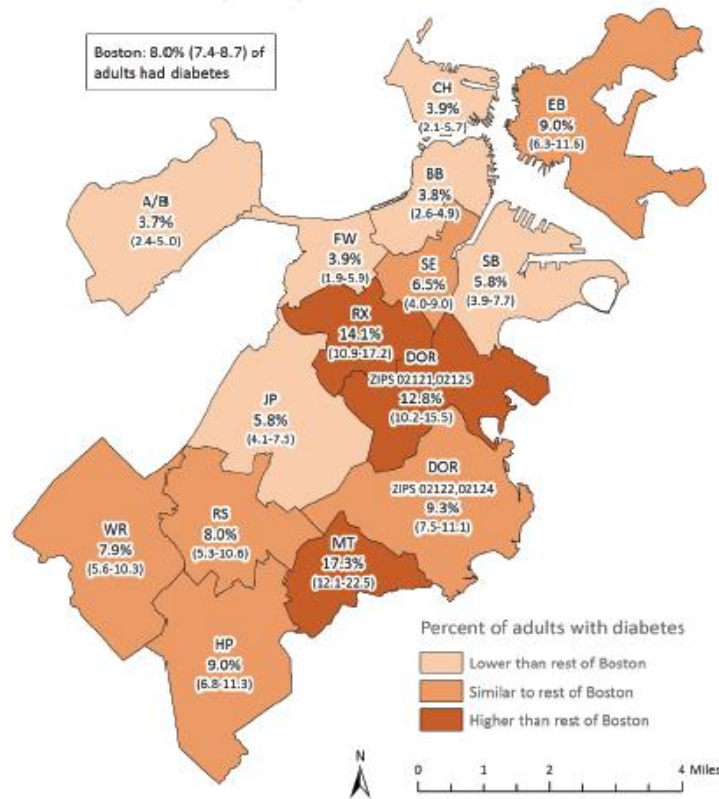 Boston: 8.0% (7.4-8.7) of
adults had diabetes
CH
3.9%
(2.1-5.7)
EB
9.0%
(6.3-11.6)
BB
3.8%
(2.6-4.9)
A/B
3.7%
(2.4-5.0)
FW
3.9%
(1.9-5.9)
SE
6.5%
(4.0-9.0)
SB
5.8%
(3.9-7.7)
RX
14.1%
(10.9-17.2)
DOR
ZIPS 02121,02125
12.8%
(10.2-15.5)
JP
5.8%
(4.1-7.5)
DOR
ZIPS 02122,02124
9.3%
(7.5-11.1)
WR
7.9%
(5.6-10.3)
RS
8.0%
(5.3-10.6)
MT
17.3%
(12.1-22.5)
HP
9.0%
(6.8-11.3)
Percent of adults with diabetes
Lower than rest of Boston
Similar to rest of Boston
Higher than rest of Boston
N
0 1 2 4 Miles